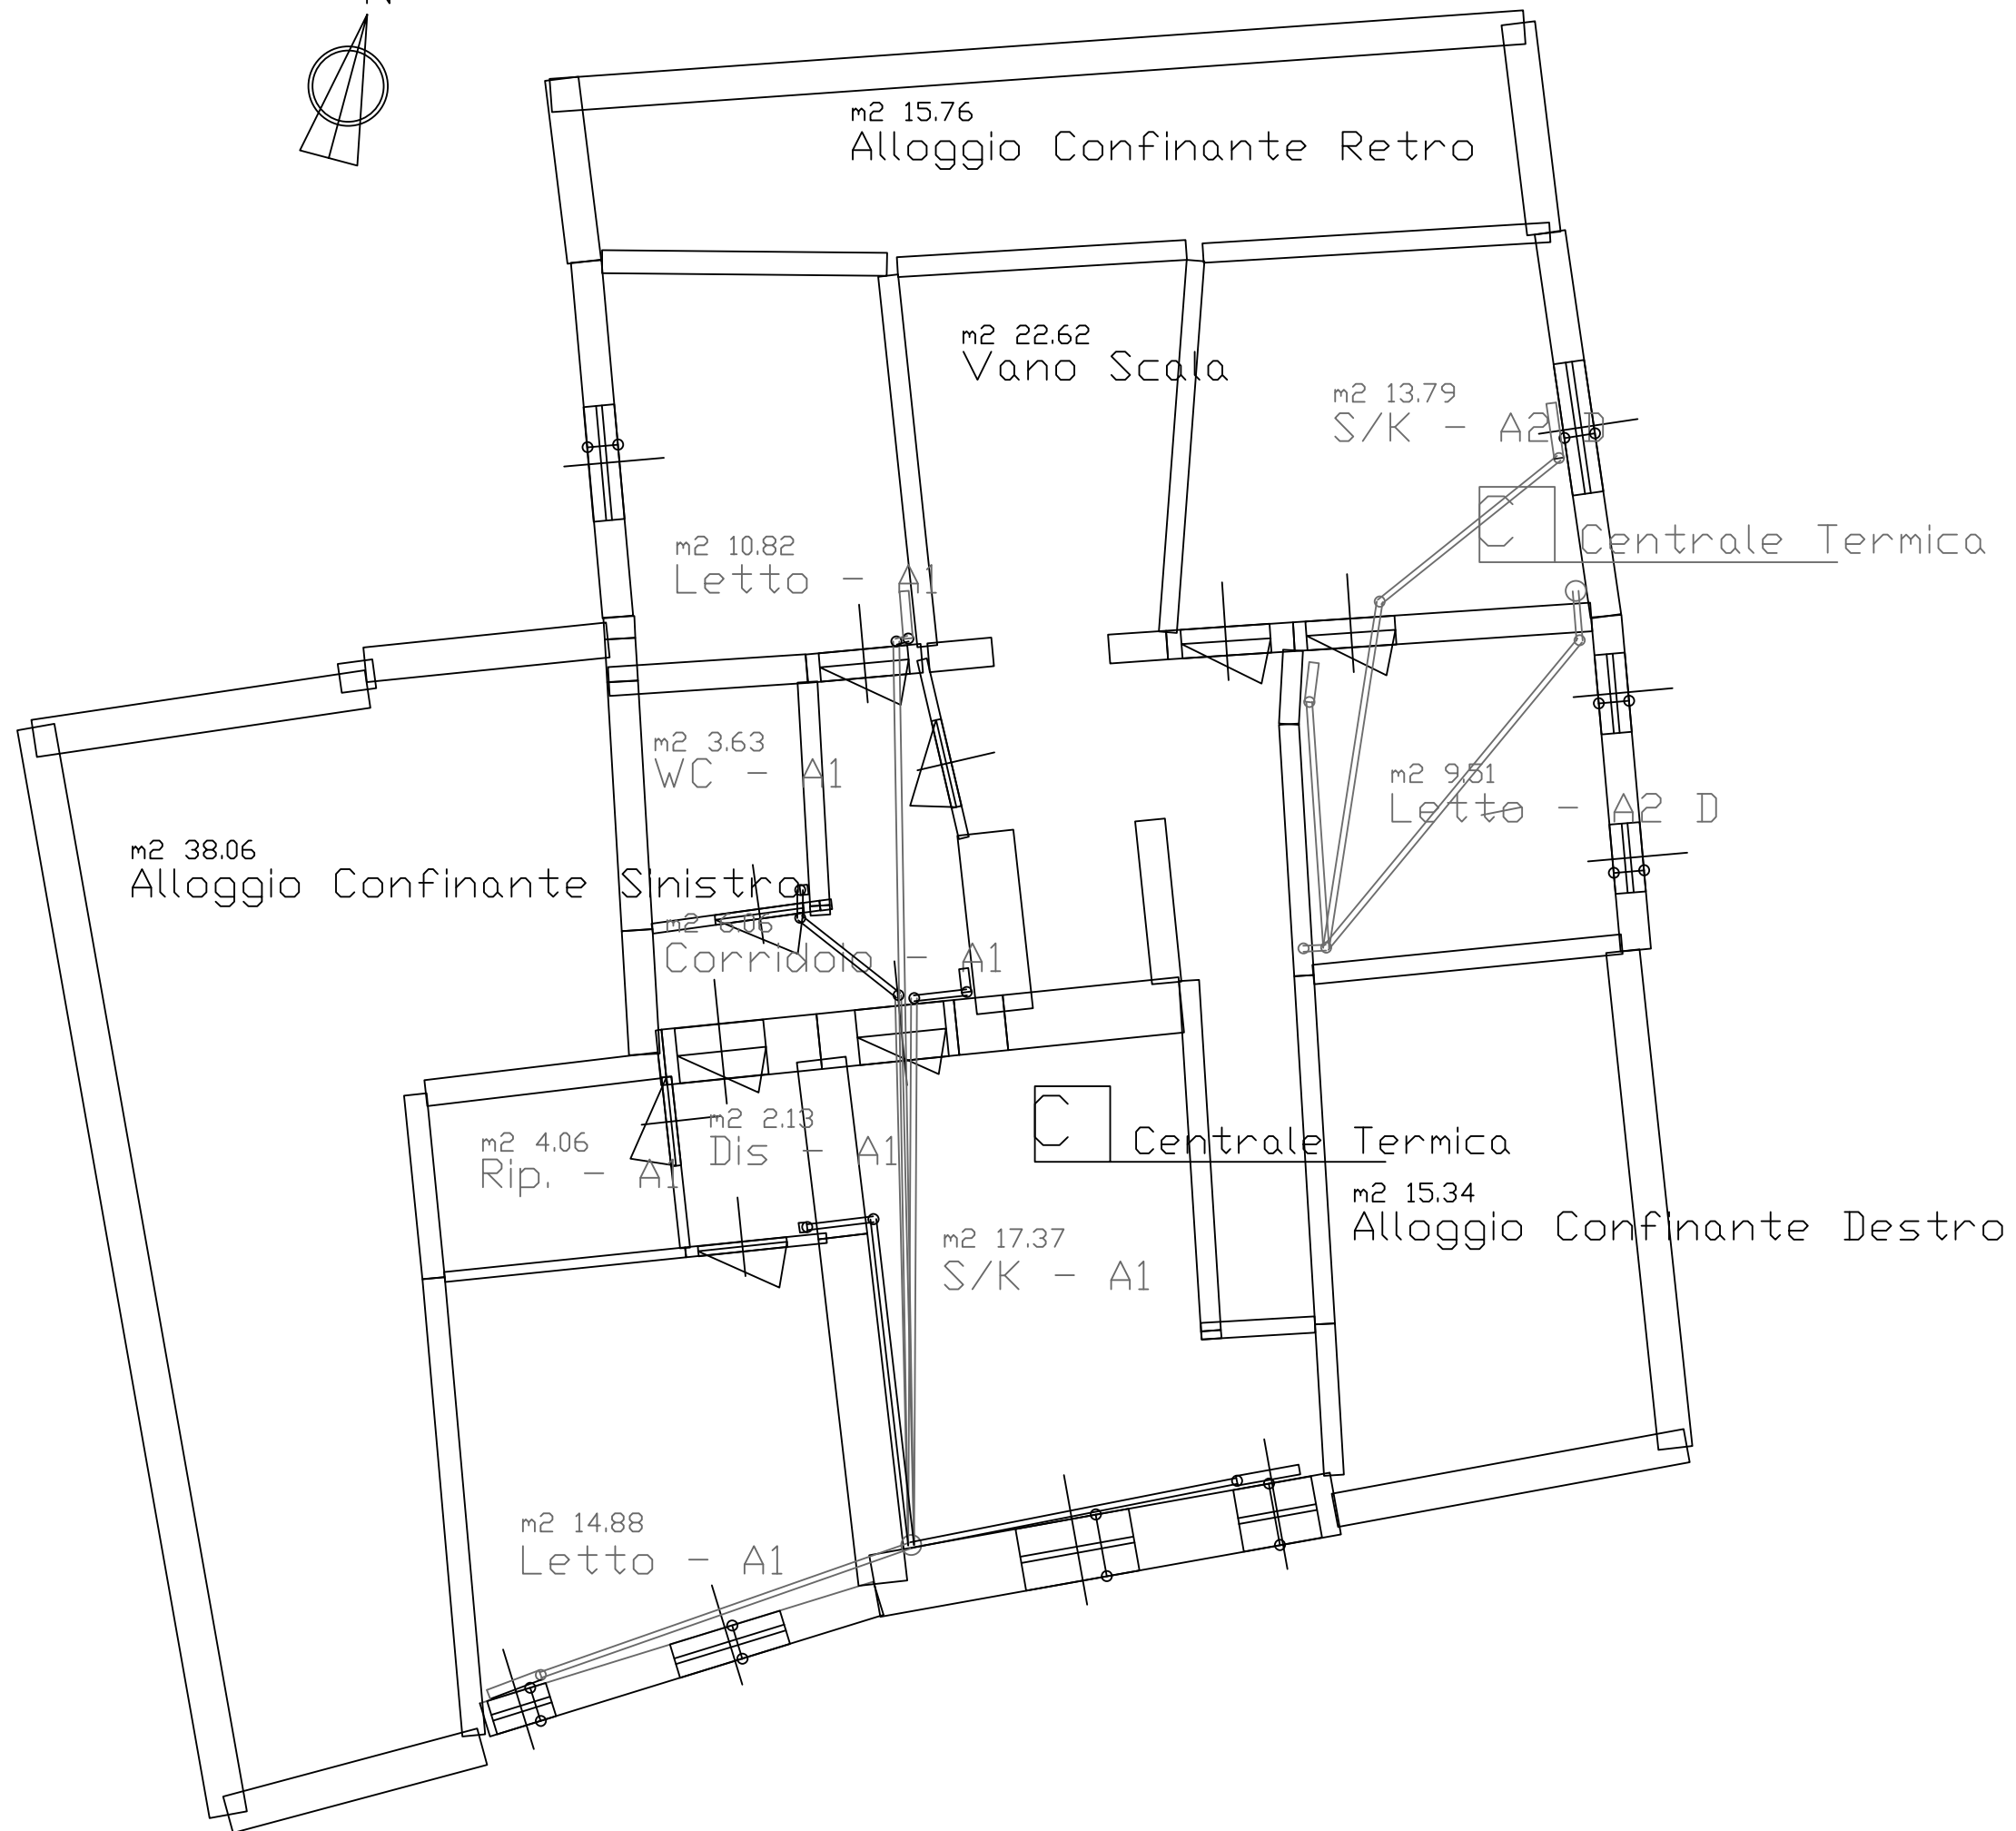 N
m2 15.76
Alloggio Confinante Retro
m2 22.62
Vano Scala
m2 13.79
S/K - A2 D
C Centrale Termica
m2 10.82
Letto - A1
m2 3.63
WC - A1
m2 9.51
Letto - A2 D
m2 38.06
Alloggio Confinante Sinistro
m2 6.06
Corridoio - A1
m2 4.06
Rip. - A1
m2 2.13
Dis - A1
C Centrale Termica
m2 15.34
Alloggio Confinante Destro
m2 17.37
S/K - A1
m2 14.88
Letto - A1